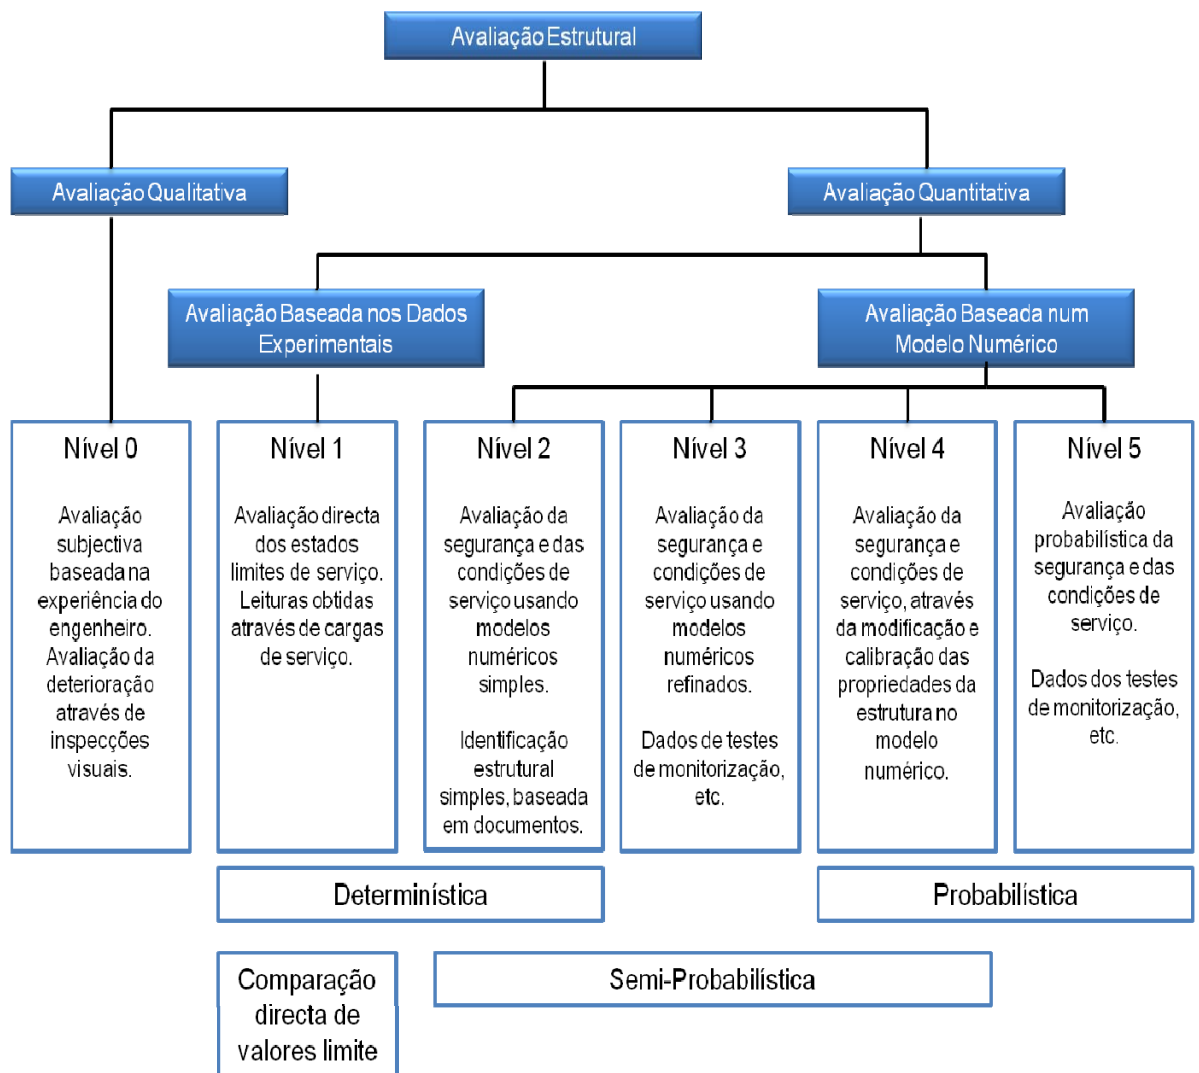 Avaliação Estrutural
Avaliação Qualitativa
Avaliação Quantitativa
Avaliação Baseada nos Dados
Experimentais
Avaliação Baseada num
Modelo Numérico
Nível 0
Avaliação
subjectiva
baseada na
experiência do
engenheiro.
Avaliação da
deterioração
através de
inspecções
visuais.
Nível 1
Avaliação directa
dos estados
limites de serviço.
Leituras obtidas
através de cargas
de serviço.
Nível 2
Avaliação da
segurança e das
condições de
serviço usando
modelos
numéricos
simples.
Identificação
estrutural
simples, baseada
em documentos.
Nível 3
Avaliação da
segurança e
condições de
serviço usando
modelos
numéricos
refinados.
Dados de testes
de monitorização,
etc.
Nível 4
Avaliação da
segurança e
condições de
serviço, através
da modificação e
calibração das
propriedades da
estrutura no
modelo
numérico.
Nível 5
Avaliação
probabilística da
segurança e das
condições de
serviço.
Dados dos testes
de monitorização,
etc.
Determinística
Probabilística
Comparação
directa de
valores limite
Semi-Probabilística